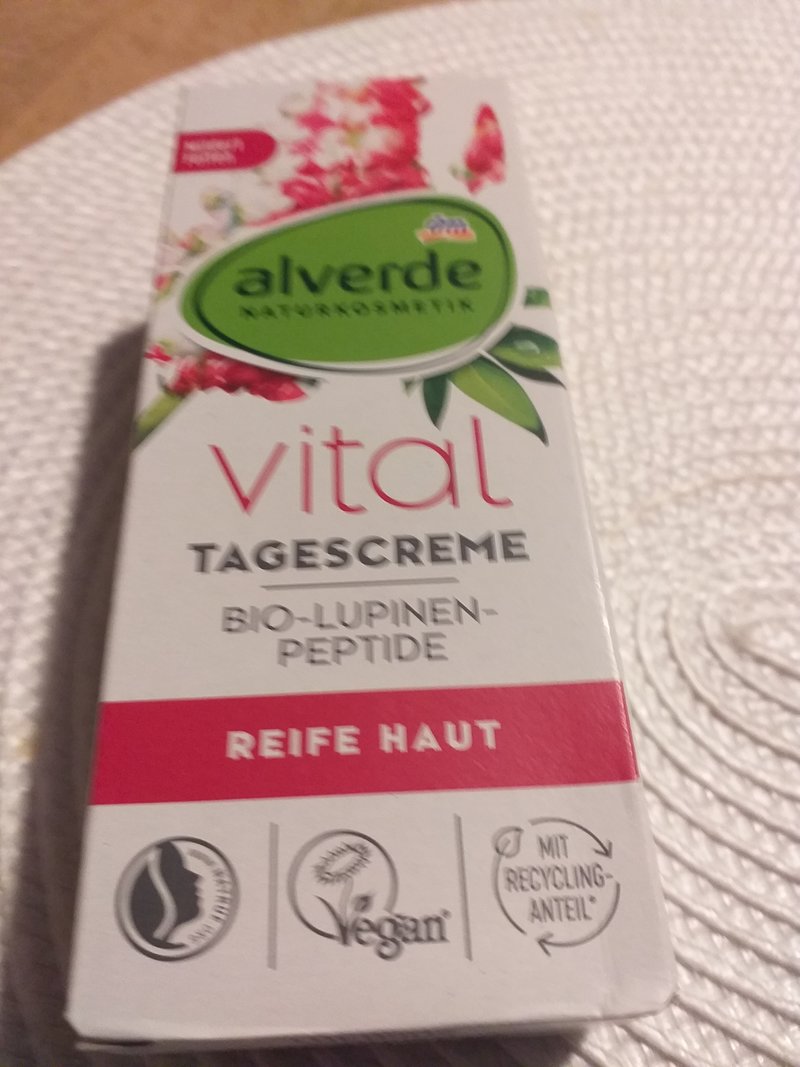 alverde
NATURKOSMETIK
vital
TAGESCREME
BIO-LUPINEN-
PEPTIDE
REIFE HAUT
Vegan
MIT
RECYCLING-
ANTEIL*